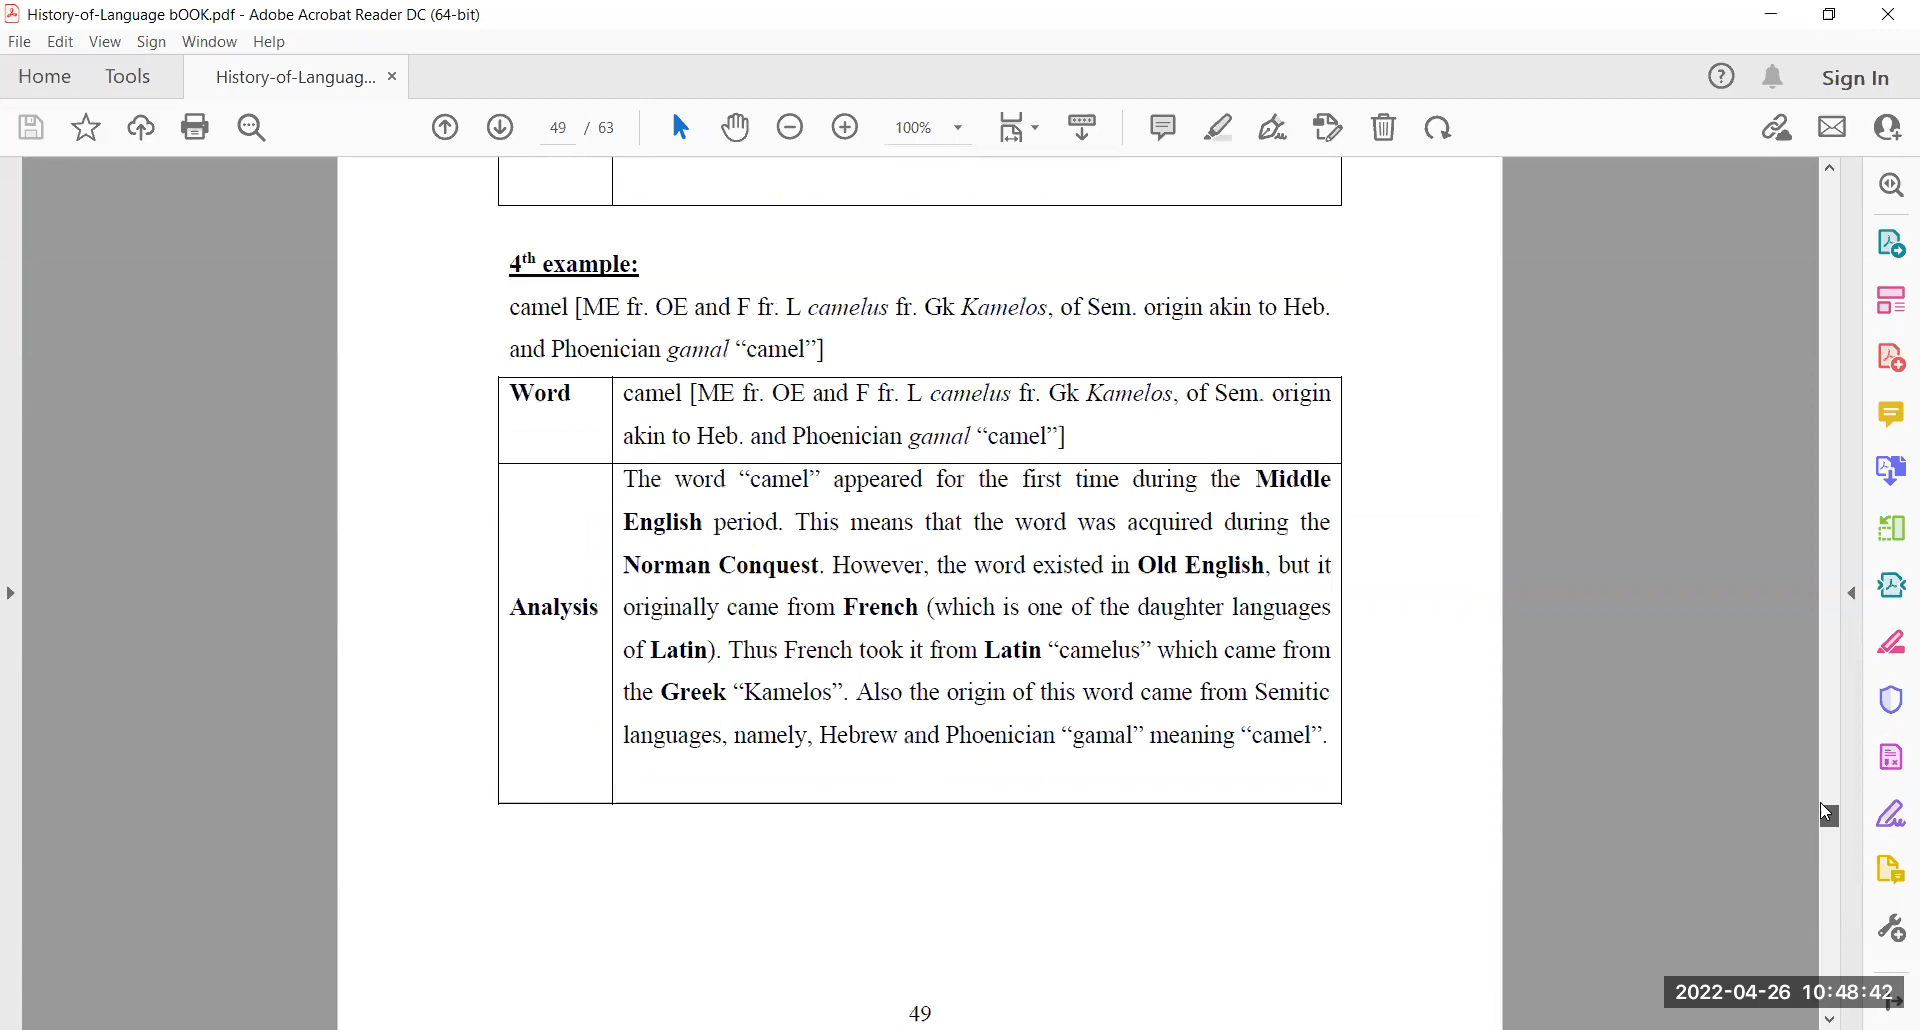 History-of-Language bOOK.pdf - Adobe Acrobat Reader DC (64-bit)
File Edit View Sign Window Help
Home Tools History-of-Languag... × Sign In
49 / 63 100%
4th example:
camel [ME fr. OE and F fr. L camelus fr. Gk Kamelos, of Sem. origin akin to Heb.
and Phoenician gamal “camel”]
Word camel [ME fr. OE and F fr. L camelus fr. Gk Kamelos, of Sem. origin
akin to Heb. and Phoenician gamal “camel”]
The word “camel” appeared for the first time during the Middle
English period. This means that the word was acquired during the
Norman Conquest. However, the word existed in Old English, but it
Analysis originally came from French (which is one of the daughter languages
of Latin). Thus French took it from Latin “camelus” which came from
the Greek “Kamelos”. Also the origin of this word came from Semitic
languages, namely, Hebrew and Phoenician “gamal” meaning “camel”.
2022-04-26 10:48:42
49